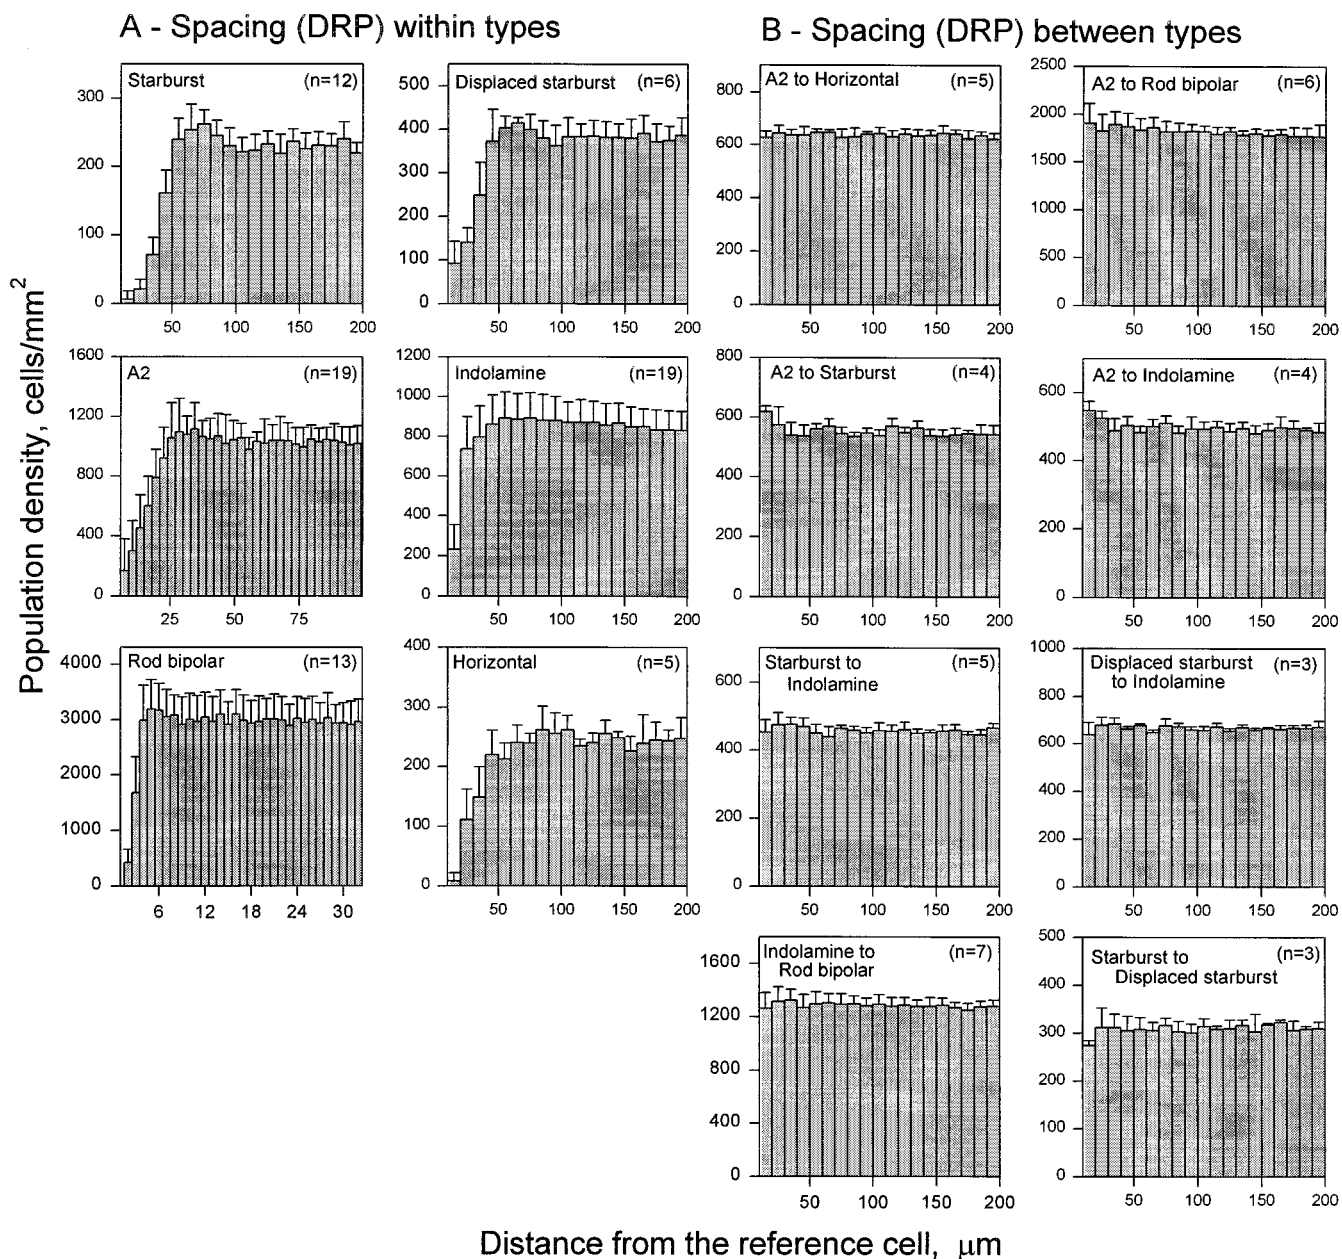 A - Spacing (DRP) within types
B - Spacing (DRP) between types
Population density, cells/mm²
Starburst (n=12)
300
200
100
0
50 100 150 200
Displaced starburst (n=6)
500
400
300
200
100
0
50 100 150 200
A2 to Horizontal (n=5)
800
600
400
200
0
50 100 150 200
A2 to Rod bipolar (n=6)
2500
2000
1500
1000
500
0
50 100 150 200
A2 (n=19)
1600
1200
800
400
0
25 50 75
Indolamine (n=19)
1200
1000
800
600
400
200
0
50 100 150 200
A2 to Starburst (n=4)
800
600
400
200
0
50 100 150 200
A2 to Indolamine (n=4)
600
400
200
0
50 100 150 200
Rod bipolar (n=13)
4000
3000
2000
1000
0
6 12 18 24 30
Horizontal (n=5)
400
300
200
100
0
50 100 150 200
Starburst to (n=5)
Indolamine
600
400
200
0
50 100 150 200
Displaced starburst (n=3)
to Indolamine
1000
800
600
400
200
0
50 100 150 200
Indolamine to (n=7)
Rod bipolar
1600
1200
800
400
0
50 100 150 200
Starburst to (n=3)
Displaced starburst
500
400
300
200
100
0
50 100 150 200
Distance from the reference cell, μm